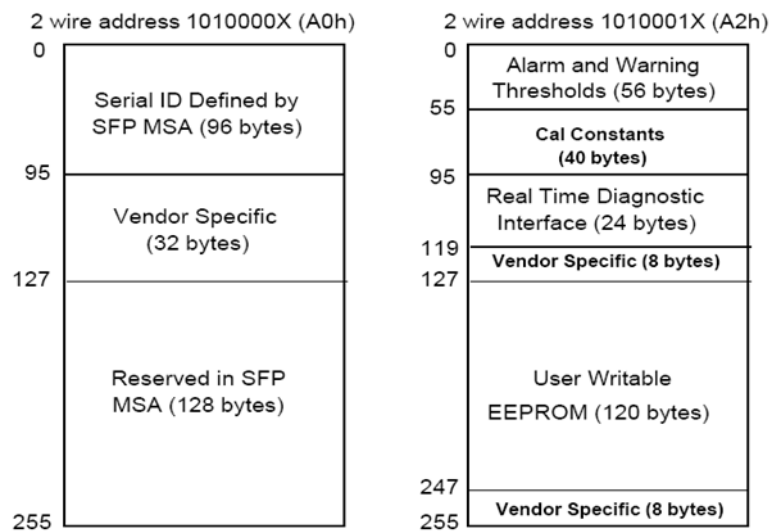 2 wire address 1010000X (A0h)
0
Serial ID Defined by
SFP MSA (96 bytes)
95
Vendor Specific
(32 bytes)
127
Reserved in SFP
MSA (128 bytes)
255
2 wire address 1010001X (A2h)
0
Alarm and Warning
Thresholds (56 bytes)
55
Cal Constants
(40 bytes)
95
Real Time Diagnostic
Interface (24 bytes)
119
Vendor Specific (8 bytes)
127
User Writable
EEPROM (120 bytes)
247
Vendor Specific (8 bytes)
255